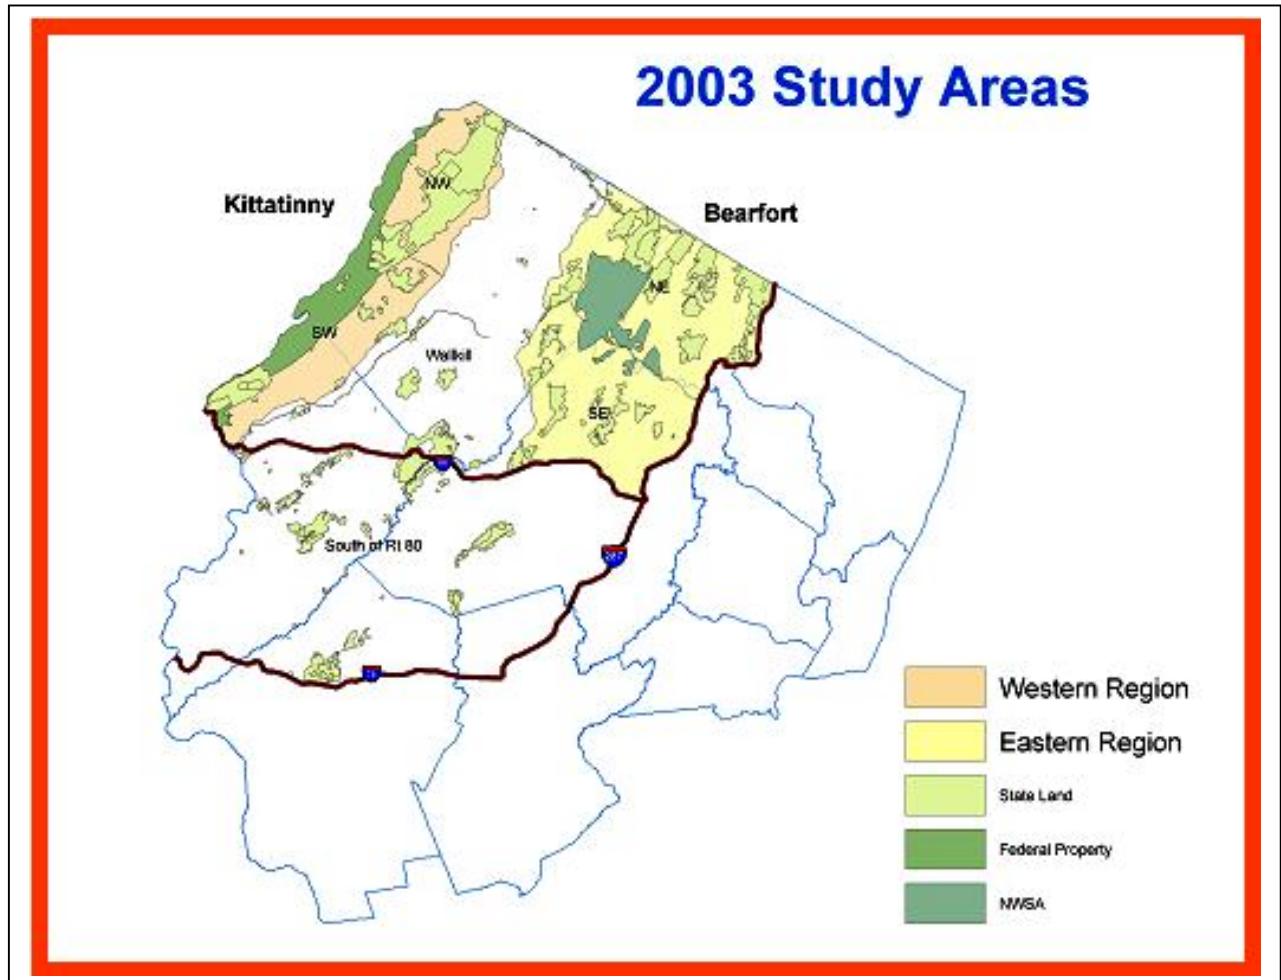 2003 Study Areas
Kittatinny
NW
Bearfort
NE
SW
Wallkill
SE
South of Rt 80
Western Region
Eastern Region
State Land
Federal Property
NWSA